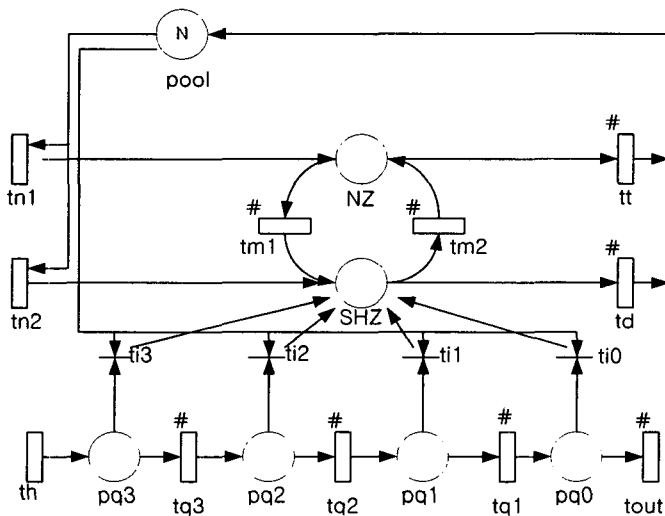 N
pool
#
#
tn1
NZ
tt
#
#
tm1
tm2
#
tn2
SHZ
td
ti3
ti2
ti1
ti0
#
#
#
#
th
pq3
tq3
pq2
tq2
pq1
tq1
pq0
tout